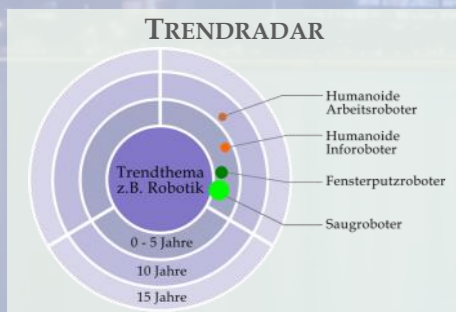 TRENDRADAR
Humanoide
Arbeitsroboter
Humanoide
Inforoboter
Fensterputzroboter
Saugroboter
Trendthema
z.B. Robotik
0 - 5 Jahre
10 Jahre
15 Jahre